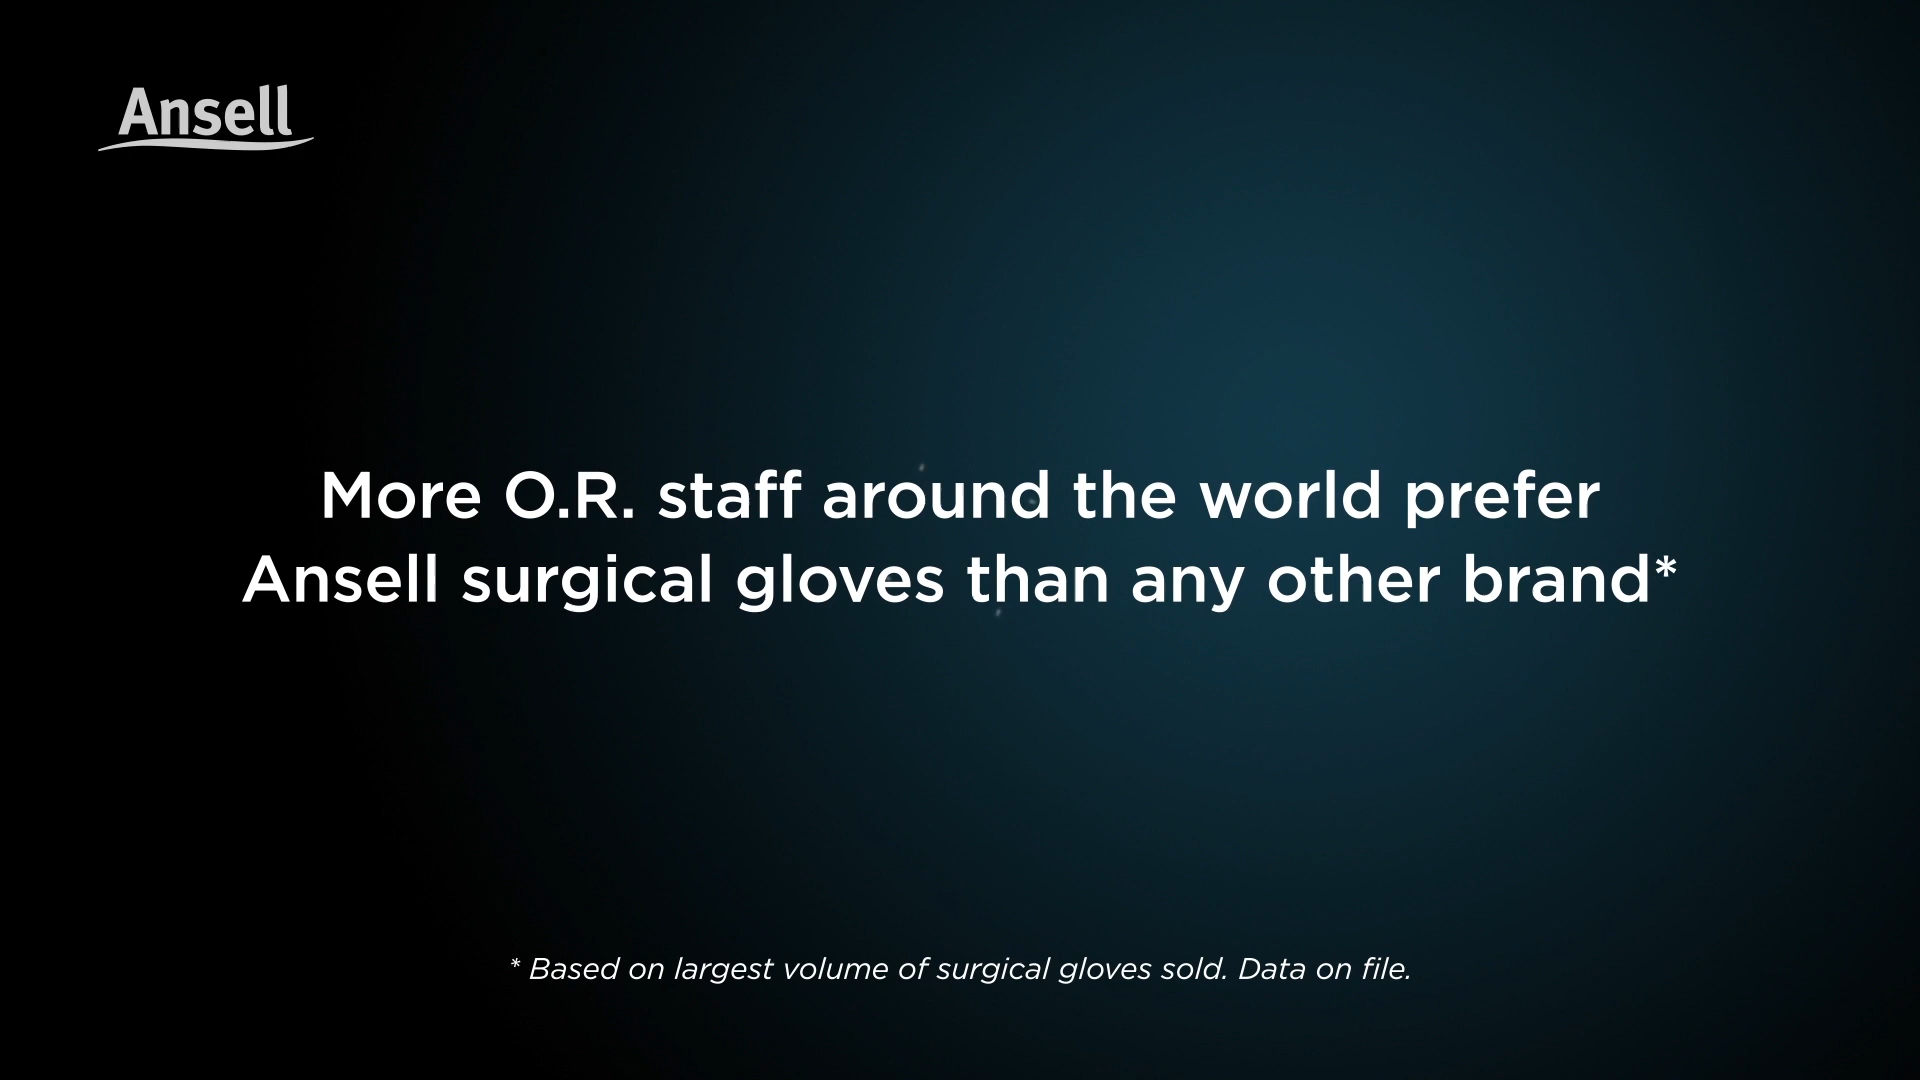 Ansell
More O.R. staff around the world prefer
Ansell surgical gloves than any other brand*
* Based on largest volume of surgical gloves sold. Data on file.